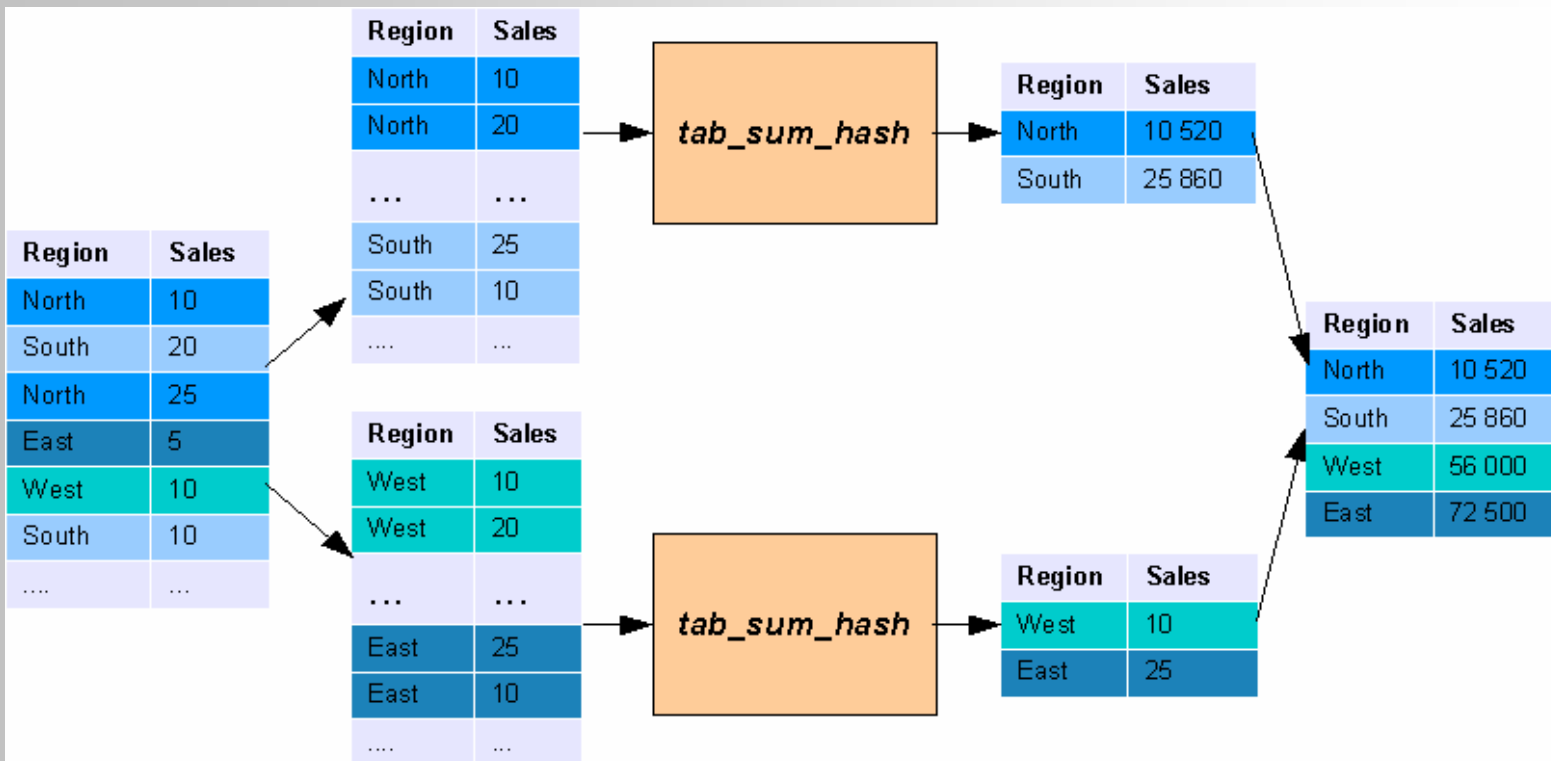 Region Sales
North 10
South 20
North 25
East 5
West 10
South 10
.... ...
Region Sales
North 10
North 20
... ...
South 25
South 10
.... ...
Region Sales
West 10
West 20
... ...
East 25
East 10
.... ...
tab_sum_hash
tab_sum_hash
Region Sales
North 10 520
South 25 860
Region Sales
West 10
East 25
Region Sales
North 10 520
South 25 860
West 56 000
East 72 500